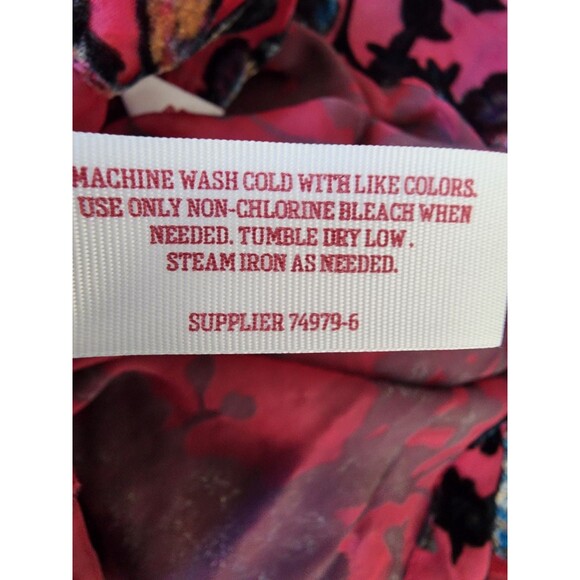 MACHINE WASH COLD WITH LIKE COLORS.
USE ONLY NON-CHLORINE BLEACH WHEN
NEEDED. TUMBLE DRY LOW.
STEAM IRON AS NEEDED.
SUPPLIER 74979-6